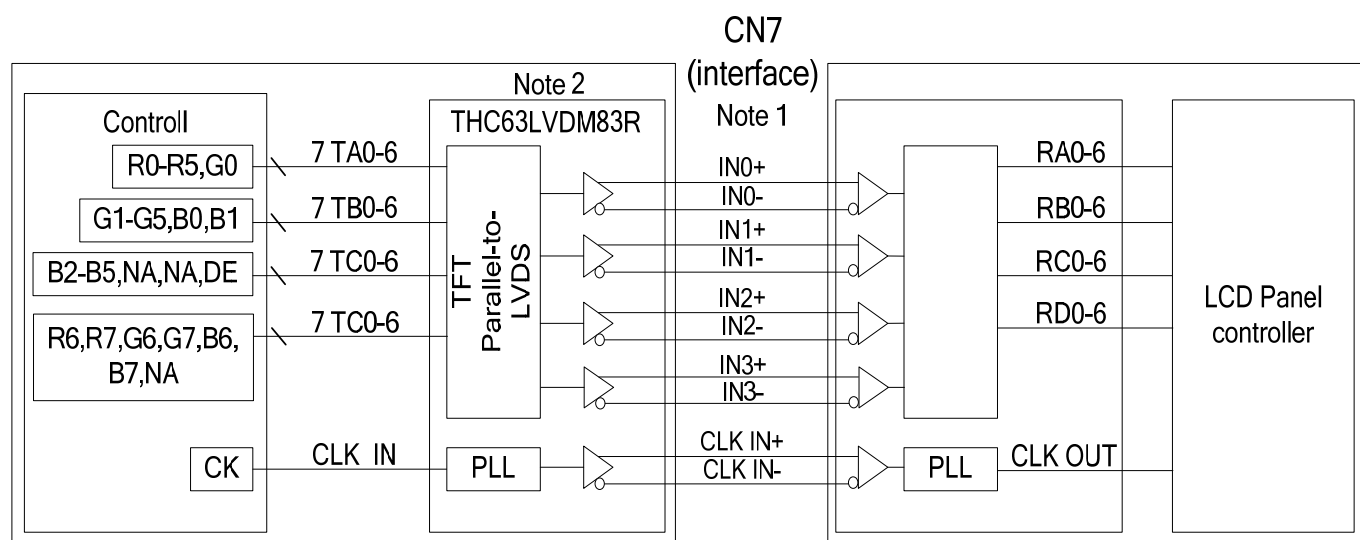 CN7
(interface)
Note 1
Note 2
THC63LVDM83R
Controll
R0-R5,G0
7 TA0-6
G1-G5,B0,B1
7 TB0-6
B2-B5,NA,NA,DE
7 TC0-6
R6,R7,G6,G7,B6,
B7,NA
7 TC0-6
CK
CLK IN
TFT
Parallel-to-
LVDS
PLL
IN0+
IN0-
IN1+
IN1-
IN2+
IN2-
IN3+
IN3-
CLK IN+
CLK IN-
PLL
RA0-6
RB0-6
RC0-6
RD0-6
CLK OUT
LCD Panel
controller